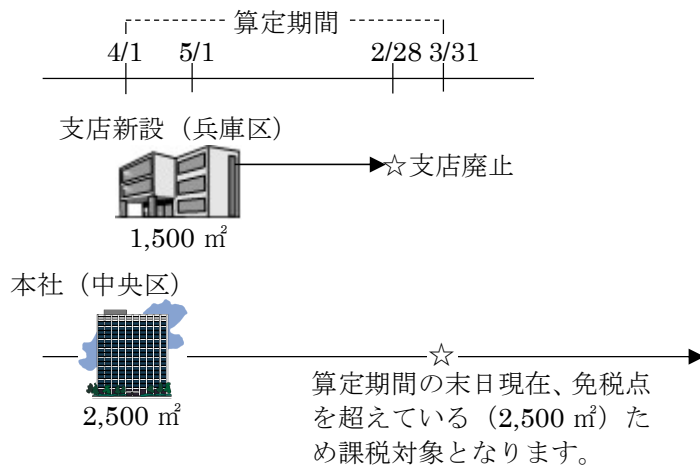 算定期間
4/1 5/1 2/28 3/31
支店新設（兵庫区）
☆支店廃止
1,500 ㎡
本社（中央区）
☆
2,500 ㎡
算定期間の末日現在、免税点
を超えている（2,500 ㎡）た
め課税対象となります。